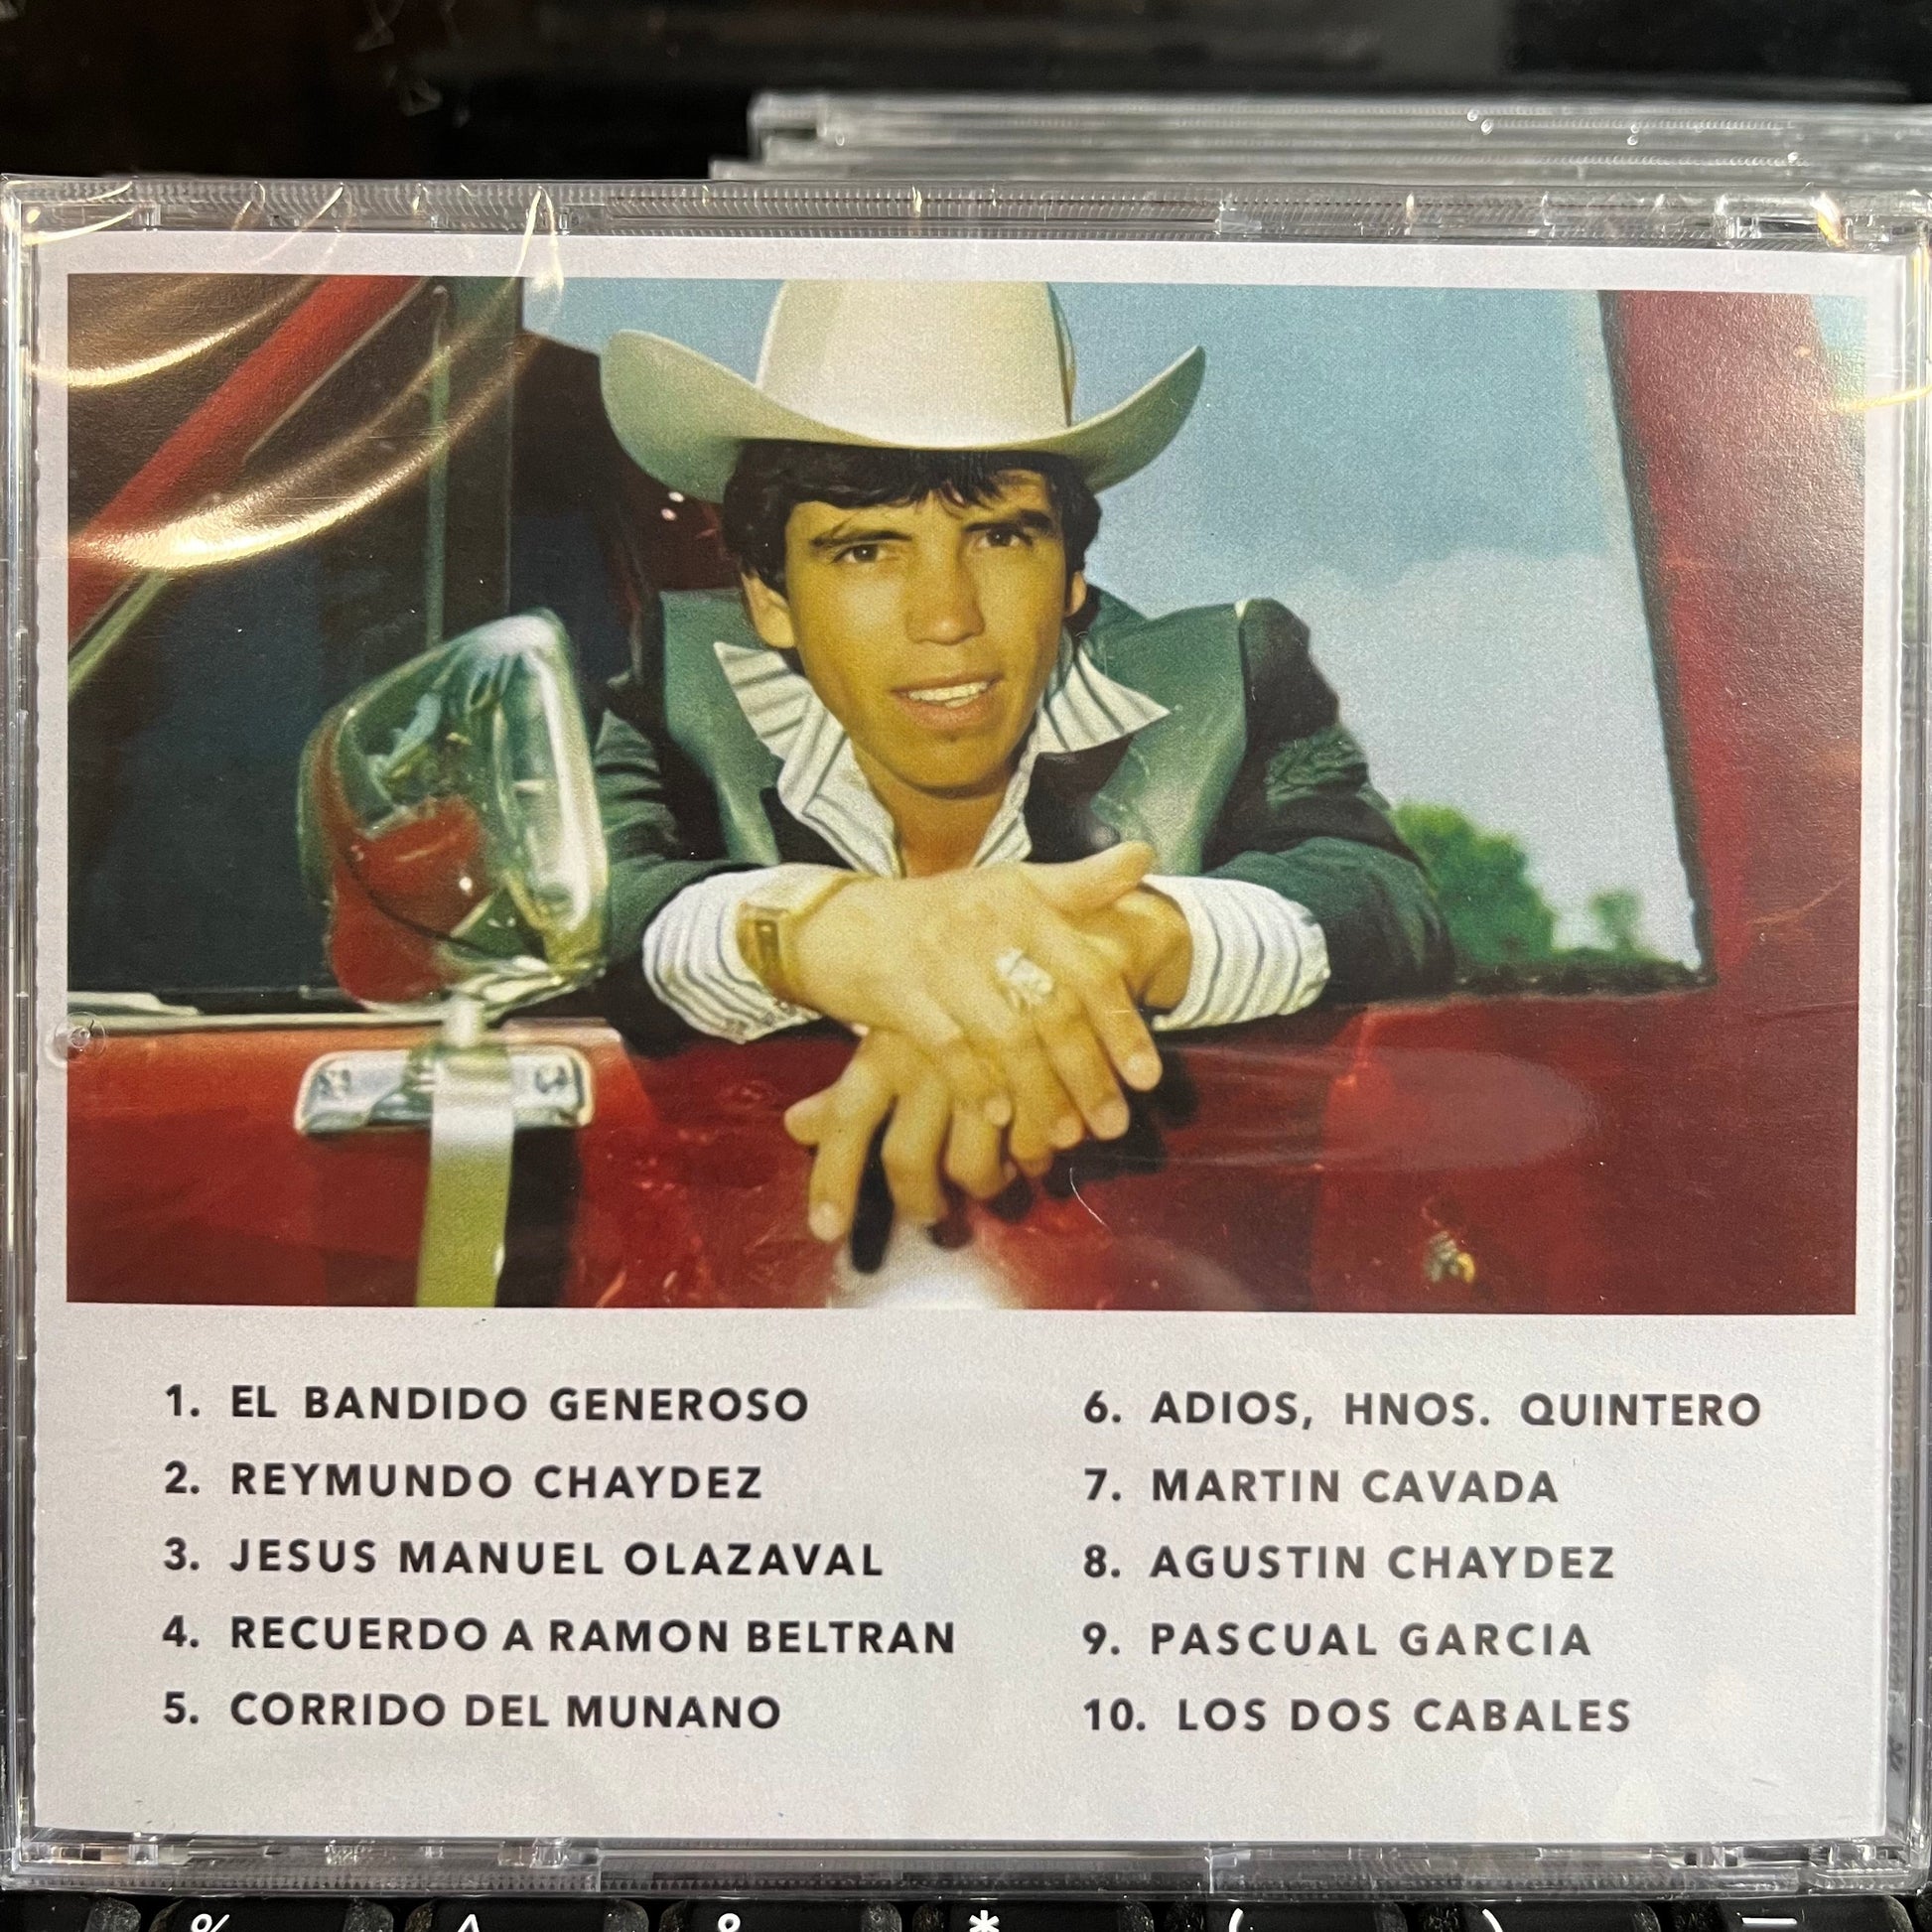 1. EL BANDIDO GENEROSO
2. REYMUNDO CHAYDEZ
3. JESUS MANUEL OLAZAVAL
4. RECUERDO A RAMON BELTRAN
5. CORRIDO DEL MUNANO
6. ADIOS, HNOS. QUINTERO
7. MARTIN CAVADA
8. AGUSTIN CHAYDEZ
9. PASCUAL GARCIA
10. LOS DOS CABALES
% ^ & * ( ) –